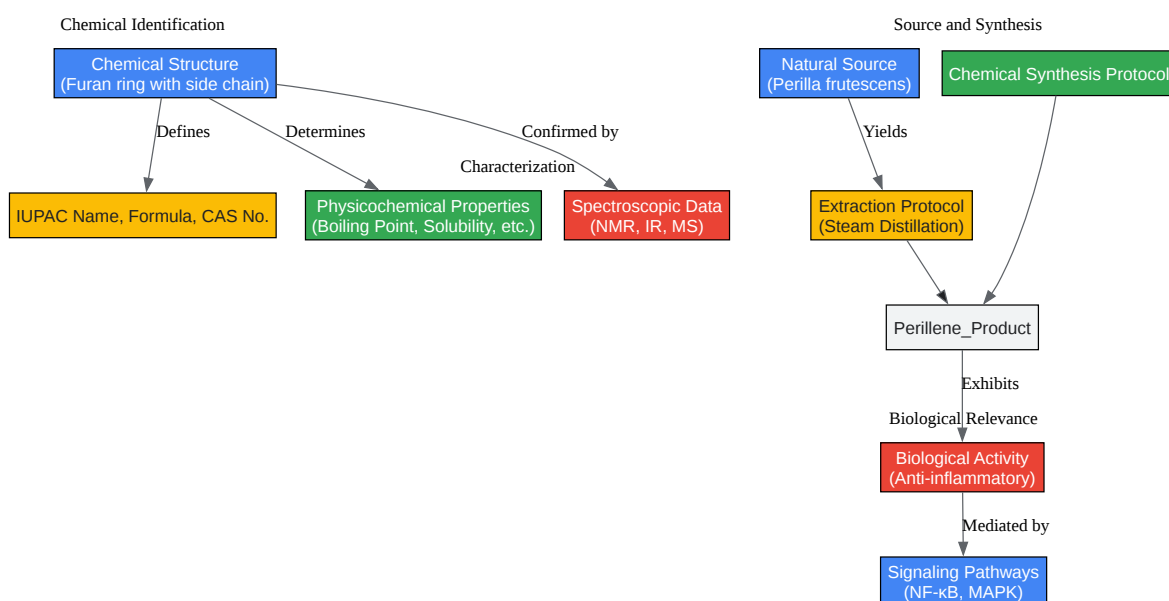 Chemical Identification
Source and Synthesis
Chemical Structure
(Furan ring with side chain)
Natural Source
(Perilla frutescens)
Chemical Synthesis Protocol
Defines
Determines
Confirmed by
Yields
Characterization
IUPAC Name, Formula, CAS No.
Physicochemical Properties
(Boiling Point, Solubility, etc.)
Spectroscopic Data
(NMR, IR, MS)
Extraction Protocol
(Steam Distillation)
Perillene_Product
Exhibits
Biological Relevance
Biological Activity
(Anti-inflammatory)
Mediated by
Signaling Pathways
(NF-κB, MAPK)